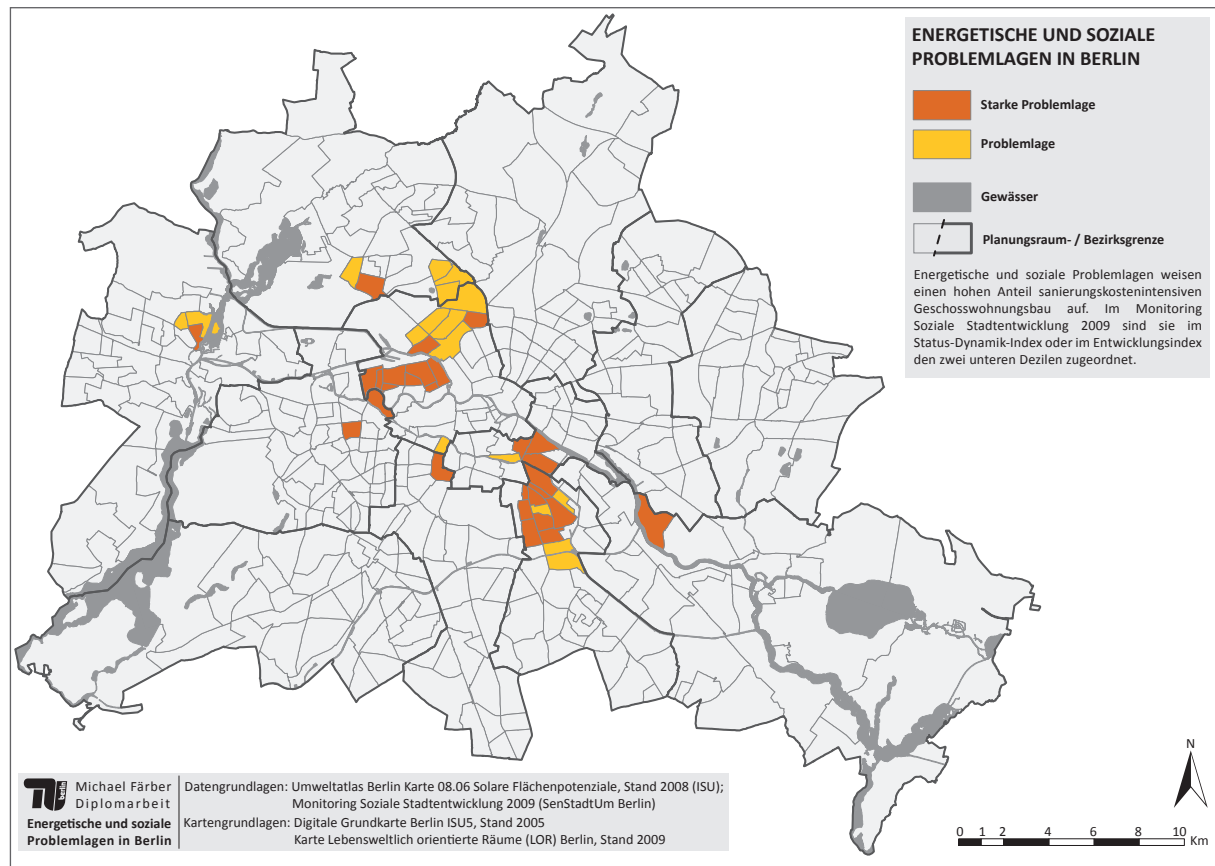 ENERGETISCHE UND SOZIALE
PROBLEMLAGEN IN BERLIN
Starke Problemlage
Problemlage
Gewässer
Planungsraum- / Bezirksgrenze
Energetische und soziale Problemlagen weisen
einen hohen Anteil sanierungskostenintensiven
Geschosswohnungsbau auf. Im Monitoring
Soziale Stadtentwicklung 2009 sind sie im
Status-Dynamik-Index oder im Entwicklungsindex
den zwei unteren Dezilen zugeordnet.
N
0 1 2 4 6 8 10
Km
berlin
Michael Färber
Diplomarbeit
Energetische und soziale
Problemlagen in Berlin
Datengrundlagen: Umweltatlas Berlin Karte 08.06 Solare Flächenpotenziale, Stand 2008 (ISU);
Monitoring Soziale Stadtentwicklung 2009 (SenStadtUm Berlin)
Kartengrundlagen: Digitale Grundkarte Berlin ISU5, Stand 2005
Karte Lebensweltlich orientierte Räume (LOR) Berlin, Stand 2009